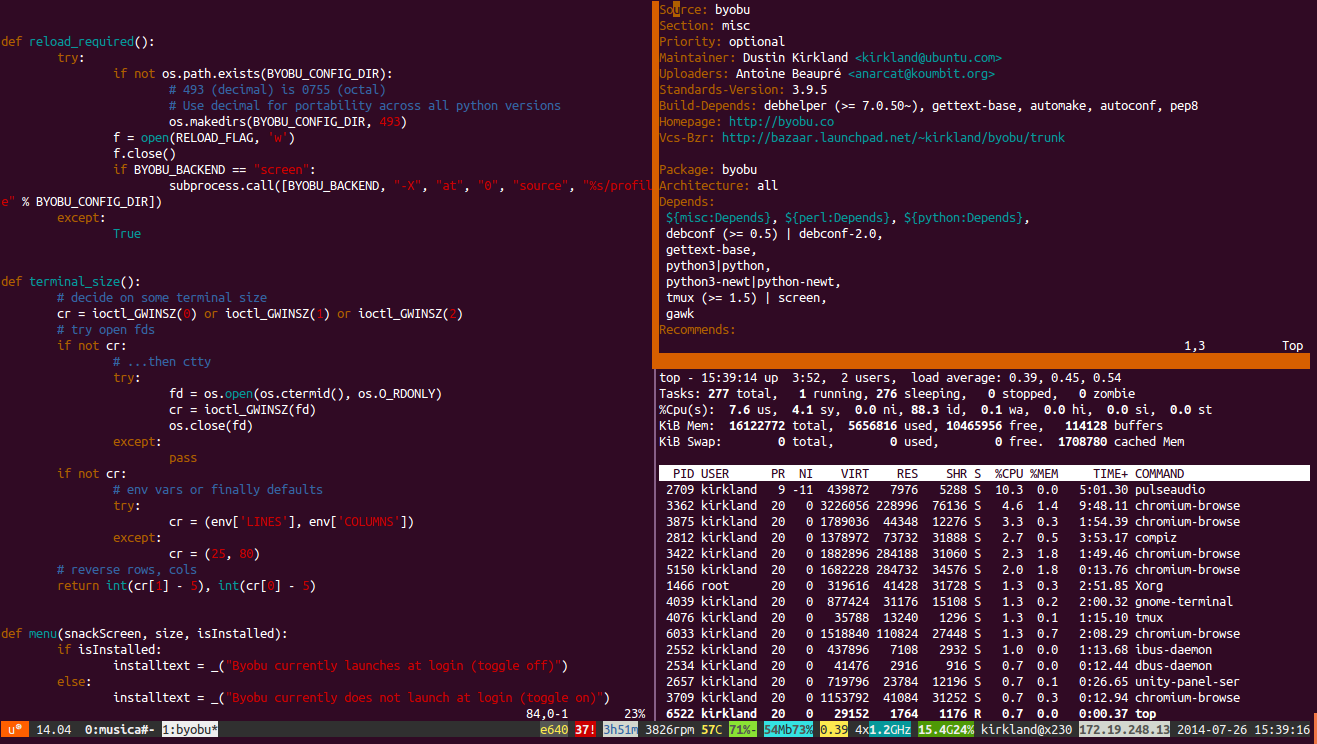 def reload_required():
try:
if not os.path.exists(BYOBU_CONFIG_DIR):
# 493 (decimal) is 0755 (octal)
# Use decimal for portability across all python versions
os.makedirs(BYOBU_CONFIG_DIR, 493)
f = open(RELOAD_FLAG, 'w')
f.close()
if BYOBU_BACKEND == "screen":
subprocess.call([BYOBU_BACKEND, "-X", "at", "0", "source", "%s/profil
e" % BYOBU_CONFIG_DIR])
except:
True
def terminal_size():
# decide on some terminal size
cr = ioctl_GWINSZ(0) or ioctl_GWINSZ(1) or ioctl_GWINSZ(2)
# try open fds
if not cr:
# ...then ctty
try:
fd = os.open(os.ctermid(), os.O_RDONLY)
cr = ioctl_GWINSZ(fd)
os.close(fd)
except:
pass
if not cr:
# env vars or finally defaults
try:
cr = (env['LINES'], env['COLUMNS'])
except:
cr = (25, 80)
# reverse rows, cols
return int(cr[1] - 5), int(cr[0] - 5)
def menu(snackScreen, size, isInstalled):
if isInstalled:
installtext = _("Byobu currently launches at login (toggle off)")
else:
installtext = _("Byobu currently does not launch at login (toggle on)")
84,0-1 23%
Source: byobu
Section: misc
Priority: optional
Maintainer: Dustin Kirkland <kirkland@ubuntu.com>
Uploaders: Antoine Beaupré <anarcat@koumbit.org>
Standards-Version: 3.9.5
Build-Depends: debhelper (>= 7.0.50~), gettext-base, automake, autoconf, pep8
Homepage: http://byobu.co
Vcs-Bzr: http://bazaar.launchpad.net/~kirkland/byobu/trunk
Package: byobu
Architecture: all
Depends:
${misc:Depends}, ${perl:Depends}, ${python:Depends},
debconf (>= 0.5) | debconf-2.0,
gettext-base,
python3|python,
python3-newt|python-newt,
tmux (>= 1.5) | screen,
gawk
Recommends:
1,3 Top
top - 15:39:14 up 3:52, 2 users, load average: 0.39, 0.45, 0.54
Tasks: 277 total, 1 running, 276 sleeping, 0 stopped, 0 zombie
%Cpu(s): 7.6 us, 4.1 sy, 0.0 ni, 88.3 id, 0.1 wa, 0.0 hi, 0.0 si, 0.0 st
KiB Mem: 16122772 total, 5656816 used, 10465956 free, 114128 buffers
KiB Swap: 0 total, 0 used, 0 free. 1708780 cached Mem
PID USER PR NI VIRT RES SHR S %CPU %MEM TIME+ COMMAND
2709 kirkland 9 -11 439872 7976 5288 S 10.3 0.0 5:01.30 pulseaudio
3362 kirkland 20 0 3226056 228996 76136 S 4.6 1.4 9:48.11 chromium-browse
3875 kirkland 20 0 1789036 44348 12276 S 3.3 0.3 1:54.39 chromium-browse
2812 kirkland 20 0 1378972 73732 31888 S 2.7 0.5 3:53.17 compiz
3422 kirkland 20 0 1882896 284188 31060 S 2.3 1.8 1:49.46 chromium-browse
5150 kirkland 20 0 1682228 284732 34576 S 2.0 1.8 0:13.76 chromium-browse
1466 root 20 0 319616 41428 31728 S 1.3 0.3 2:51.85 Xorg
4039 kirkland 20 0 877424 31176 15108 S 1.3 0.2 2:00.32 gnome-terminal
4076 kirkland 20 0 35788 13240 1296 S 1.3 0.1 1:15.10 tmux
6033 kirkland 20 0 1518840 110824 27448 S 1.3 0.7 2:08.29 chromium-browse
2552 kirkland 20 0 437896 7108 2932 S 1.0 0.0 1:13.68 ibus-daemon
2534 kirkland 20 0 41476 2916 916 S 0.7 0.0 0:12.44 dbus-daemon
2657 kirkland 20 0 719796 23784 12196 S 0.7 0.1 0:26.65 unity-panel-ser
3709 kirkland 20 0 1153792 41084 31252 S 0.7 0.3 0:12.94 chromium-browse
6522 kirkland 20 0 29152 1764 1176 R 0.7 0.0 0:00.37 top
u 14.04 0:musica#- 1:byobu* e640 37! 3h51m 3826rpm 57C 71%- 54Mb73% 0.39 4x1.2GHz 15.4G24% kirkland@x230 172.19.248.13 2014-07-26 15:39:16